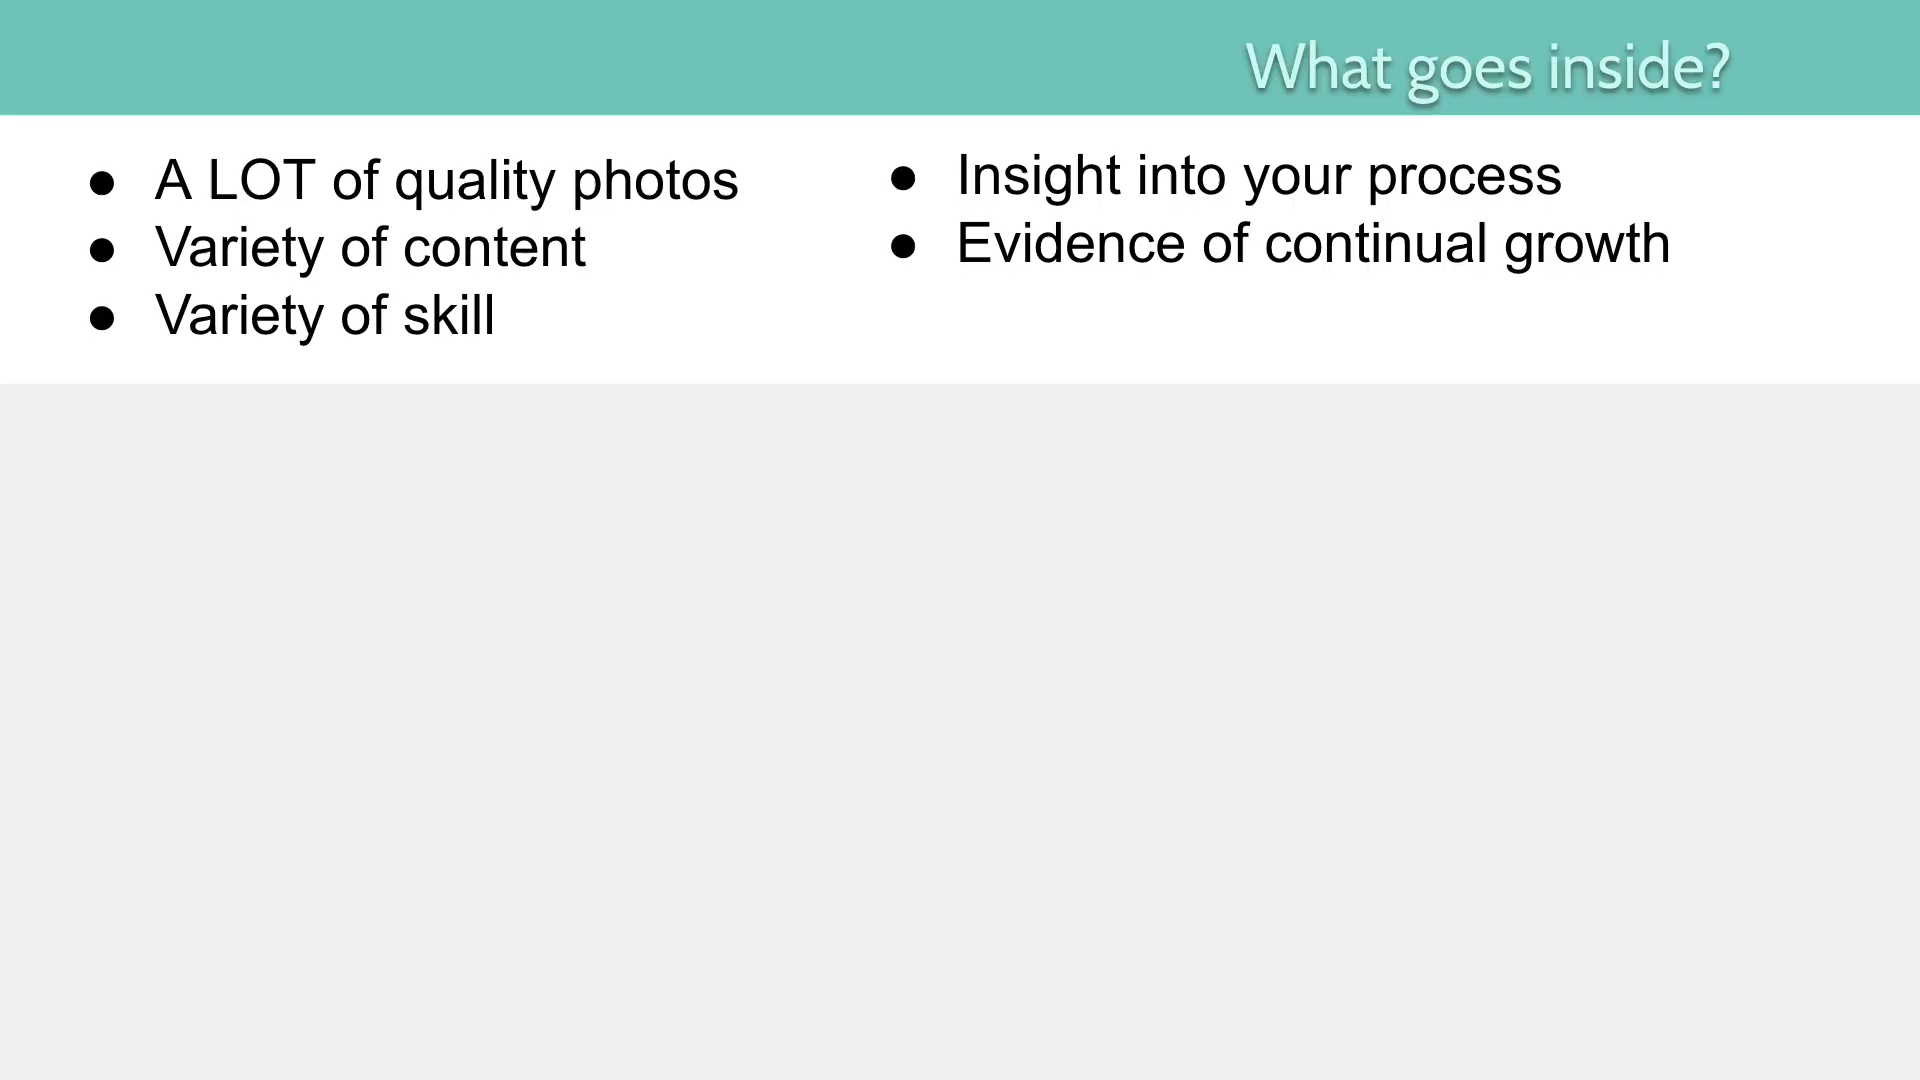 What goes inside?
● A LOT of quality photos
● Variety of content
● Variety of skill
● Insight into your process
● Evidence of continual growth